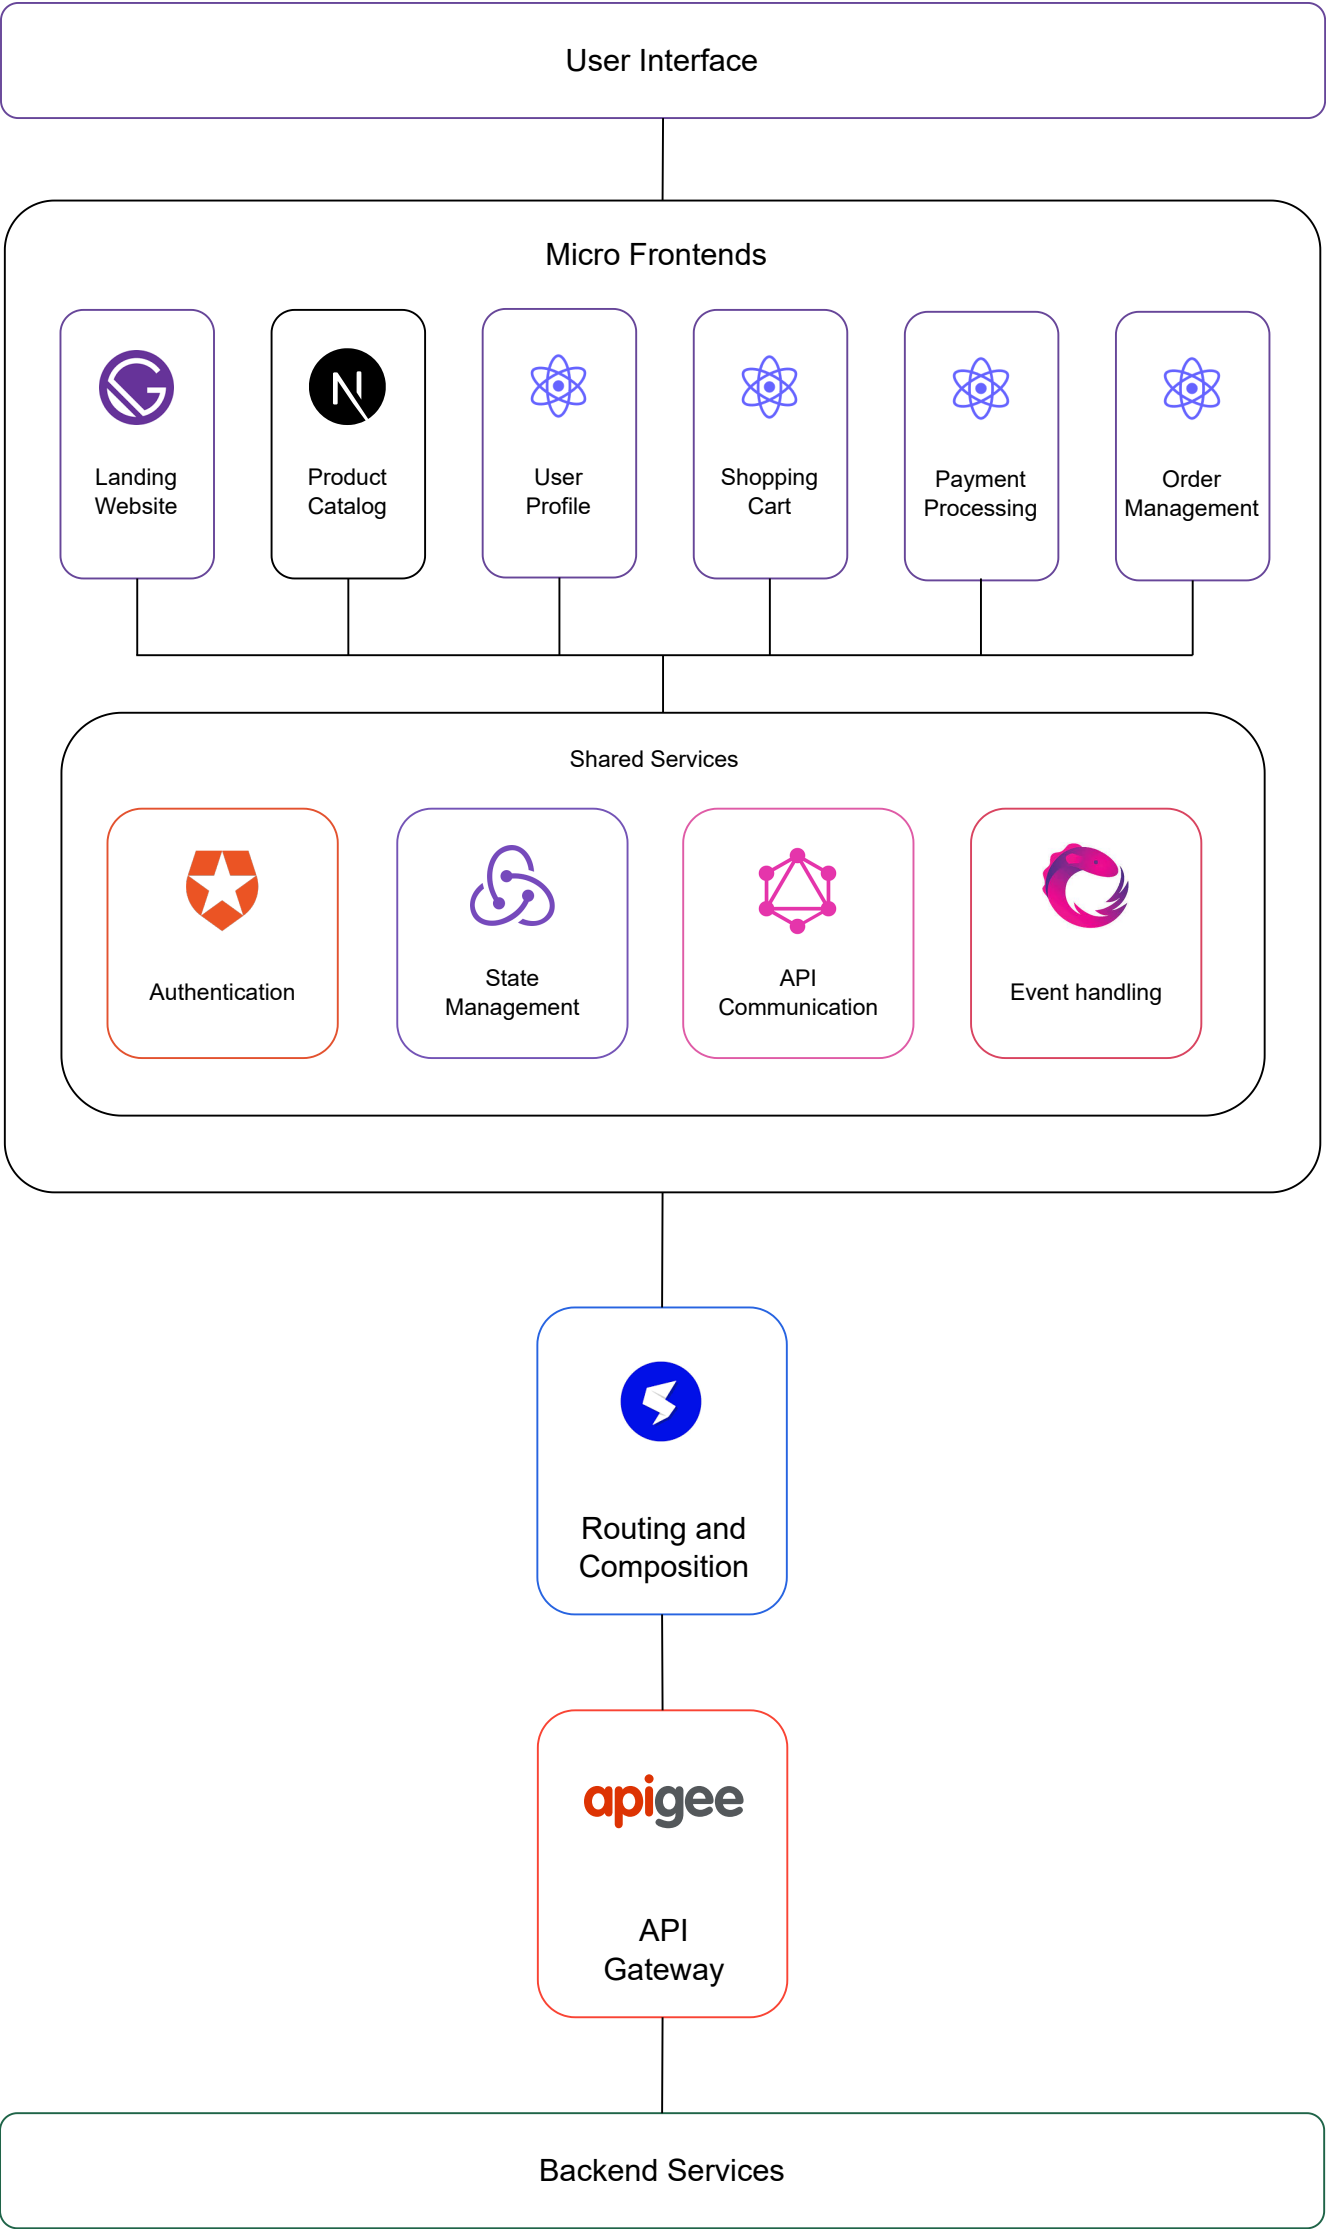 User Interface
Micro Frontends
Landing
Website
Product
Catalog
User
Profile
Shopping
Cart
Payment
Processing
Order
Management
Shared Services
Authentication
State
Management
API
Communication
Event handling
Routing and
Composition
apigee
API
Gateway
Backend Services